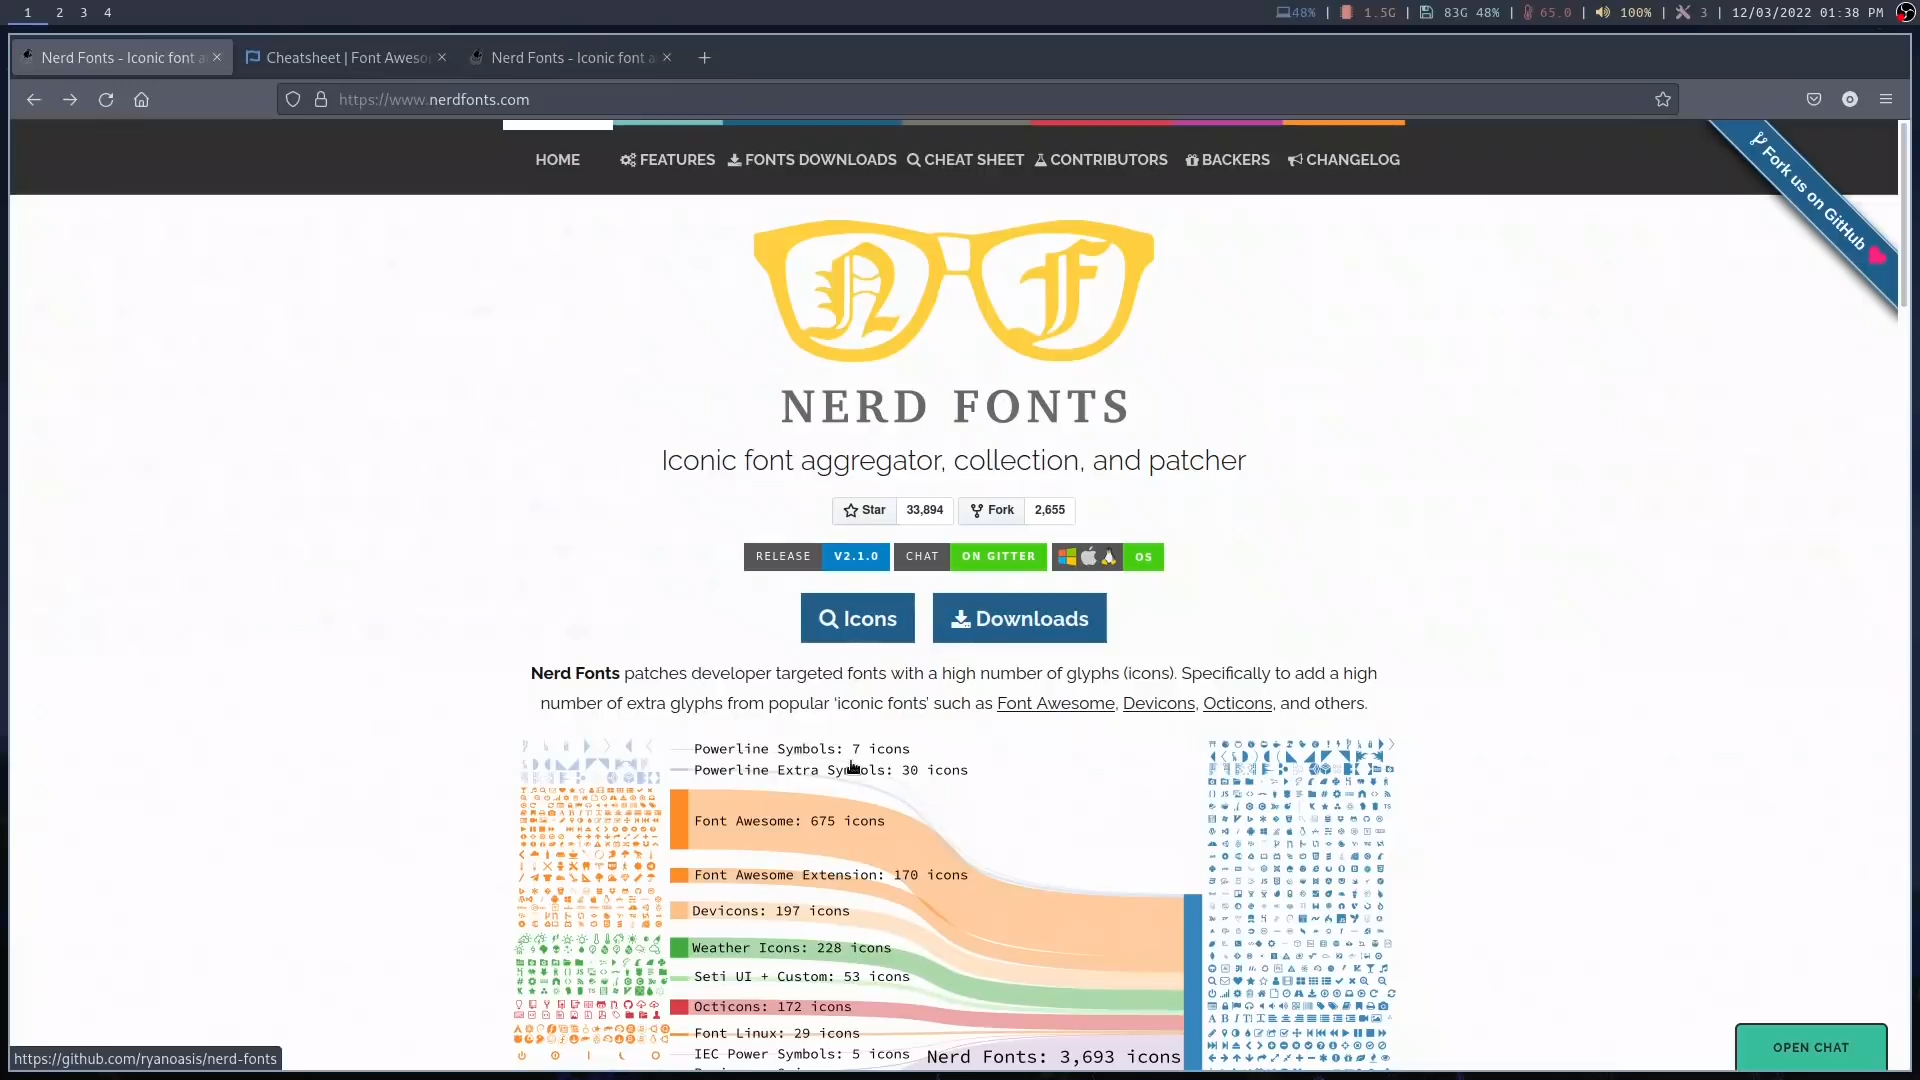 1 2 3 4 48% | 1.5G | 83G 48% | 65.0 | 100% | 3 | 12/03/2022 01:38 PM
Nerd Fonts - Iconic font a Cheatsheet | Font Aweso Nerd Fonts - Iconic font a
https://www.nerdfonts.com
HOME FEATURES FONTS DOWNLOADS CHEAT SHEET CONTRIBUTORS BACKERS CHANGELOG
Fork us on GitHub
N F
NERD FONTS
Iconic font aggregator, collection, and patcher
Star 33,894 Fork 2,655
RELEASE V2.1.0 CHAT ON GITTER OS
Icons Downloads
Nerd Fonts patches developer targeted fonts with a high number of glyphs (icons). Specifically to add a high
number of extra glyphs from popular ‘iconic fonts’ such as Font Awesome, Devicons, Octicons, and others.
Powerline Symbols: 7 icons
Powerline Extra Symbols: 30 icons
Font Awesome: 675 icons
Font Awesome Extension: 170 icons
Devicons: 197 icons
Weather Icons: 228 icons
Seti UI + Custom: 53 icons
Octicons: 172 icons
Font Linux: 29 icons
IEC Power Symbols: 5 icons
Nerd Fonts: 3,693 icons
https://github.com/ryanoasis/nerd-fonts
OPEN CHAT